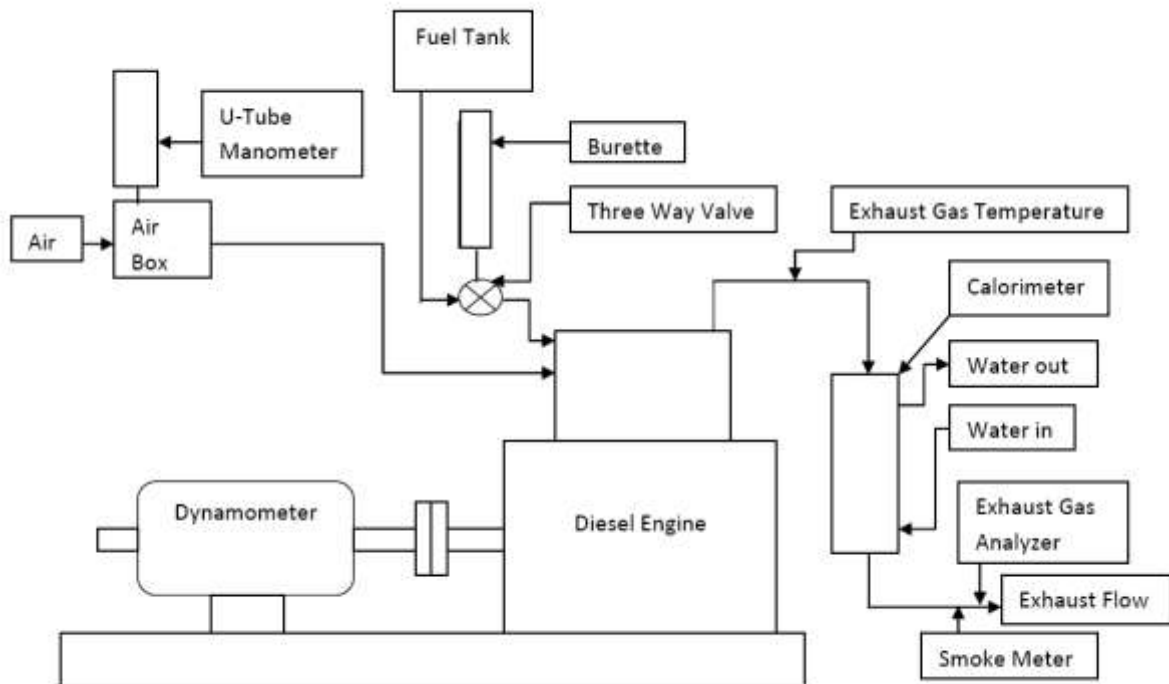 Fuel Tank
U-Tube
Manometer
Burette
Three Way Valve
Exhaust Gas Temperature
Air
Air
Box
Calorimeter
Water out
Water in
Dynamometer
Diesel Engine
Exhaust Gas
Analyzer
Exhaust Flow
Smoke Meter